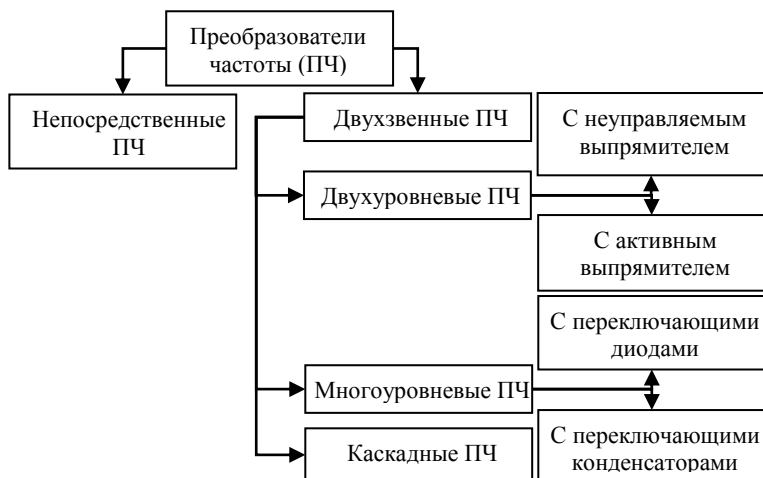 Преобразователи
частоты (ПЧ)
Непосредственные
ПЧ
Двухзвенные ПЧ
С неуправляемым
выпрямителем
Двухуровневые ПЧ
С активным
выпрямителем
С переключающими
диодами
Многоуровневые ПЧ
С переключающими
конденсаторами
Каскадные ПЧ